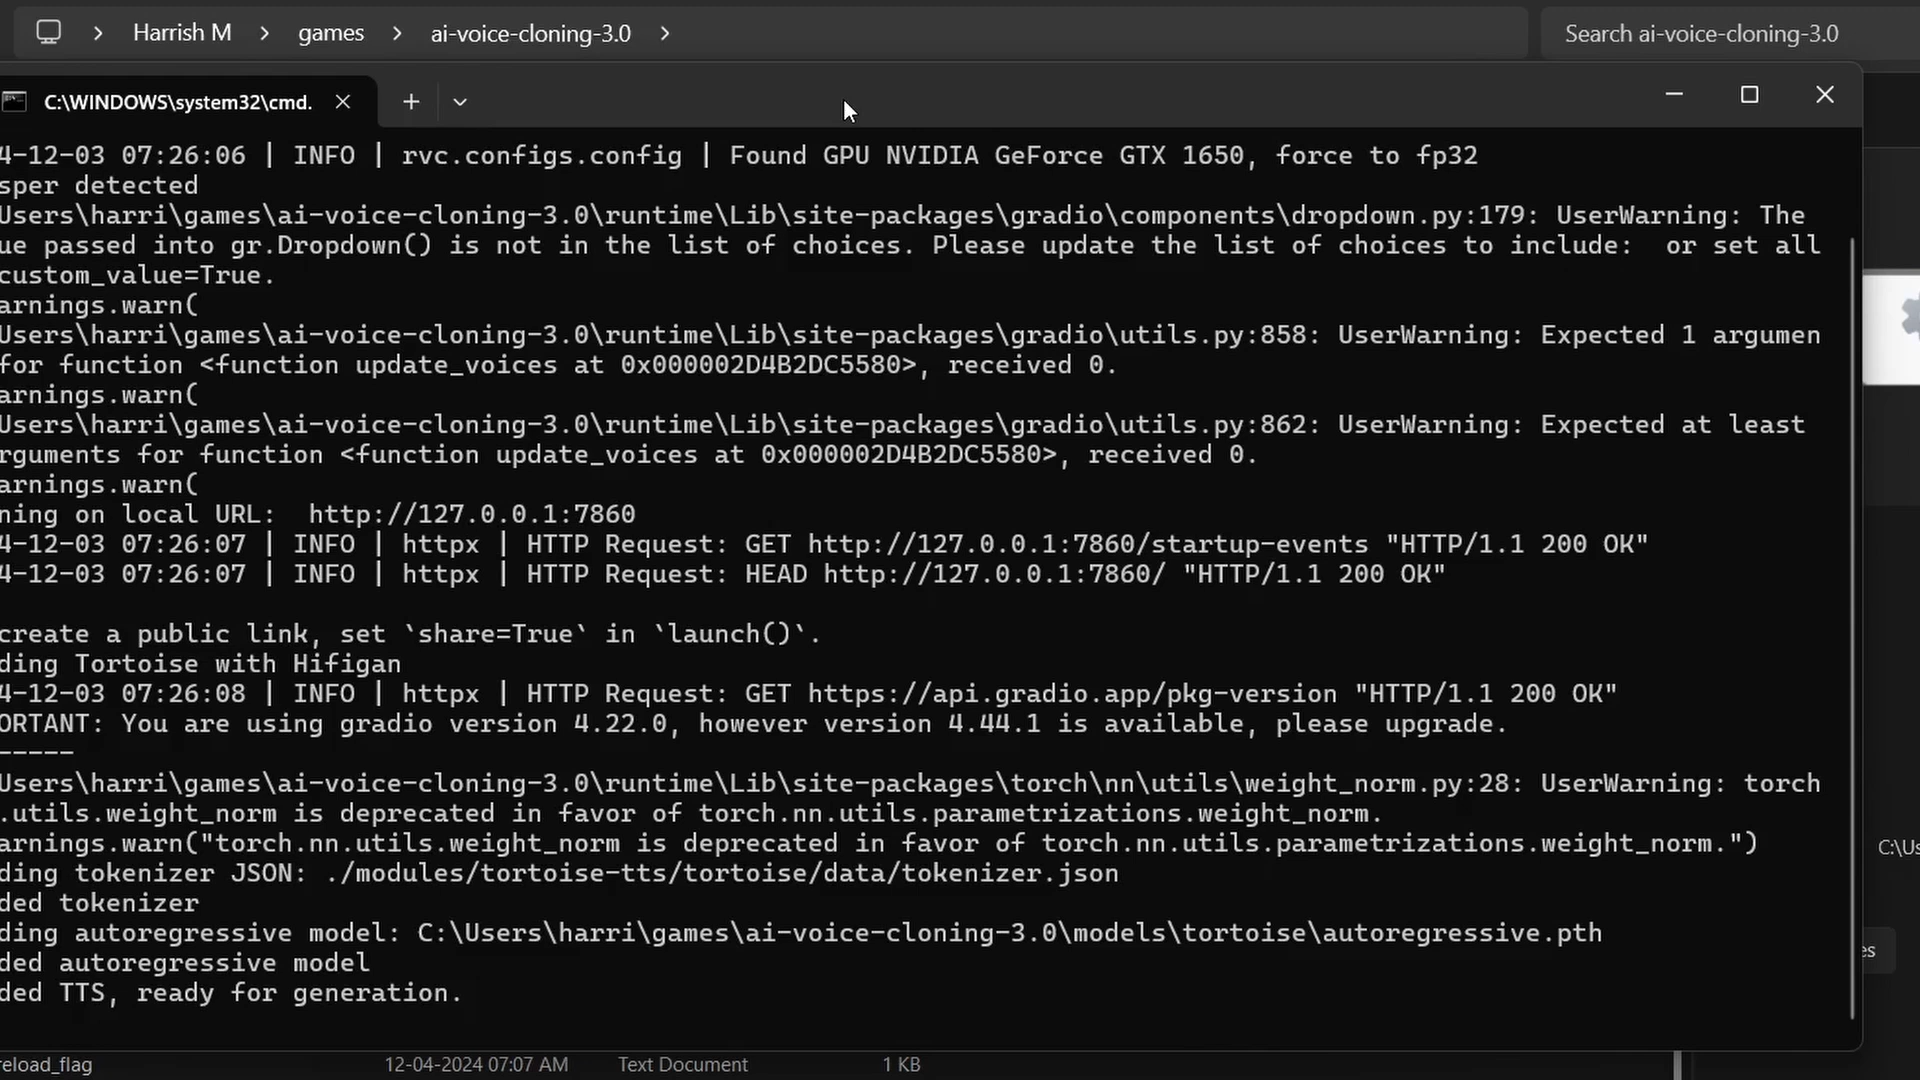 Harrish M > games > ai-voice-cloning-3.0 >
Search ai-voice-cloning-3.0
C:\WINDOWS\system32\cmd.
4-12-03 07:26:06 | INFO | rvc.configs.config | Found GPU NVIDIA GeForce GTX 1650, force to fp32
sper detected
Users\harri\games\ai-voice-cloning-3.0\runtime\Lib\site-packages\gradio\components\dropdown.py:179: UserWarning: The
ue passed into gr.Dropdown() is not in the list of choices. Please update the list of choices to include:  or set all
custom_value=True.
arnings.warn(
Users\harri\games\ai-voice-cloning-3.0\runtime\Lib\site-packages\gradio\utils.py:858: UserWarning: Expected 1 argumen
for function <function update_voices at 0x000002D4B2DC5580>, received 0.
arnings.warn(
Users\harri\games\ai-voice-cloning-3.0\runtime\Lib\site-packages\gradio\utils.py:862: UserWarning: Expected at least
rguments for function <function update_voices at 0x000002D4B2DC5580>, received 0.
arnings.warn(
ning on local URL:  http://127.0.0.1:7860
4-12-03 07:26:07 | INFO | httpx | HTTP Request: GET http://127.0.0.1:7860/startup-events "HTTP/1.1 200 OK"
4-12-03 07:26:07 | INFO | httpx | HTTP Request: HEAD http://127.0.0.1:7860/ "HTTP/1.1 200 OK"
create a public link, set `share=True` in `launch()`.
ding Tortoise with Hifigan
4-12-03 07:26:08 | INFO | httpx | HTTP Request: GET https://api.gradio.app/pkg-version "HTTP/1.1 200 OK"
ORTANT: You are using gradio version 4.22.0, however version 4.44.1 is available, please upgrade.
-----
Users\harri\games\ai-voice-cloning-3.0\runtime\Lib\site-packages\torch\nn\utils\weight_norm.py:28: UserWarning: torch
.utils.weight_norm is deprecated in favor of torch.nn.utils.parametrizations.weight_norm.
arnings.warn("torch.nn.utils.weight_norm is deprecated in favor of torch.nn.utils.parametrizations.weight_norm.")
C:\Us
ding tokenizer JSON: ./modules/tortoise-tts/tortoise/data/tokenizer.json
ded tokenizer
ding autoregressive model: C:\Users\harri\games\ai-voice-cloning-3.0\models\tortoise\autoregressive.pth
es
ded autoregressive model
ded TTS, ready for generation.
reload_flag 12-04-2024 07:07 AM Text Document 1 KB